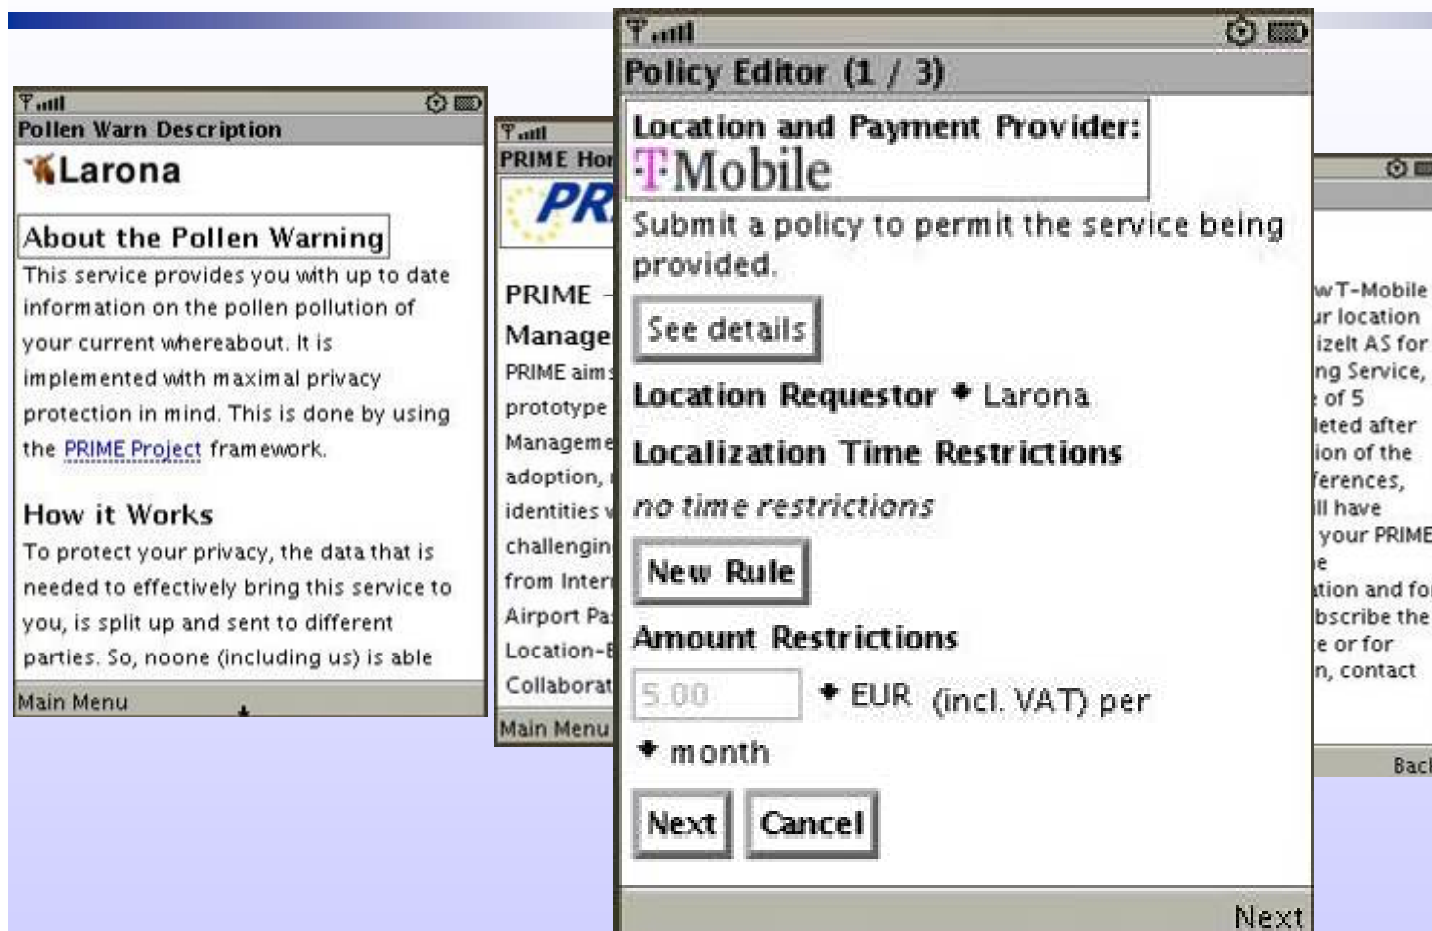 Pollen Warn Description
Larona
About the Pollen Warning
This service provides you with up to date
information on the pollen pollution of
your current whereabout. It is
implemented with maximal privacy
protection in mind. This is done by using
the PRIME Project framework.
How it Works
To protect your privacy, the data that is
needed to effectively bring this service to
you, is split up and sent to different
parties. So, noone (including us) is able
Main Menu
PRIME Hor
PR
PRIME -
Manage
PRIME aims
prototype
Manageme
adoption,
identities
challengin
from Inter
Airport Pa
Location-
Collaborat
Main Menu
Policy Editor (1 / 3)
Location and Payment Provider:
T-Mobile
Submit a policy to permit the service being
provided.
See details
Location Requestor Larona
Localization Time Restrictions
no time restrictions
New Rule
Amount Restrictions
5.00 EUR (incl. VAT) per
month
Next Cancel
Next
w T-Mobile
ur location
izeIt AS for
ng Service,
of 5
leted after
ion of the
ferences,
ll have
your PRIME
e
ation and for
bscribe the
e or for
n, contact
Back